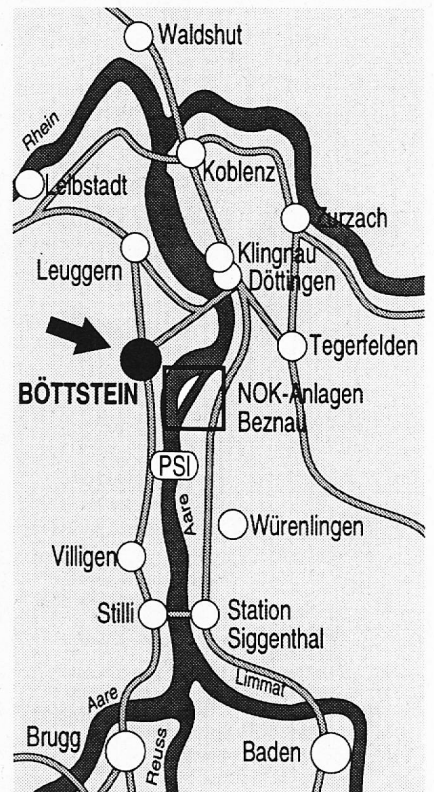 Waldshut
Rhein
Koblenz
Leibstadt
Zurzach
Klingnau
Leuggern
Döttingen
Tegerfelden
BÖTTSTEIN
NOK-Anlagen
Beznau
PSI
Aare
Würenlingen
Villigen
Stilli
Station
Siggenthal
Limmat
Aare
Brugg
Reuss
Baden